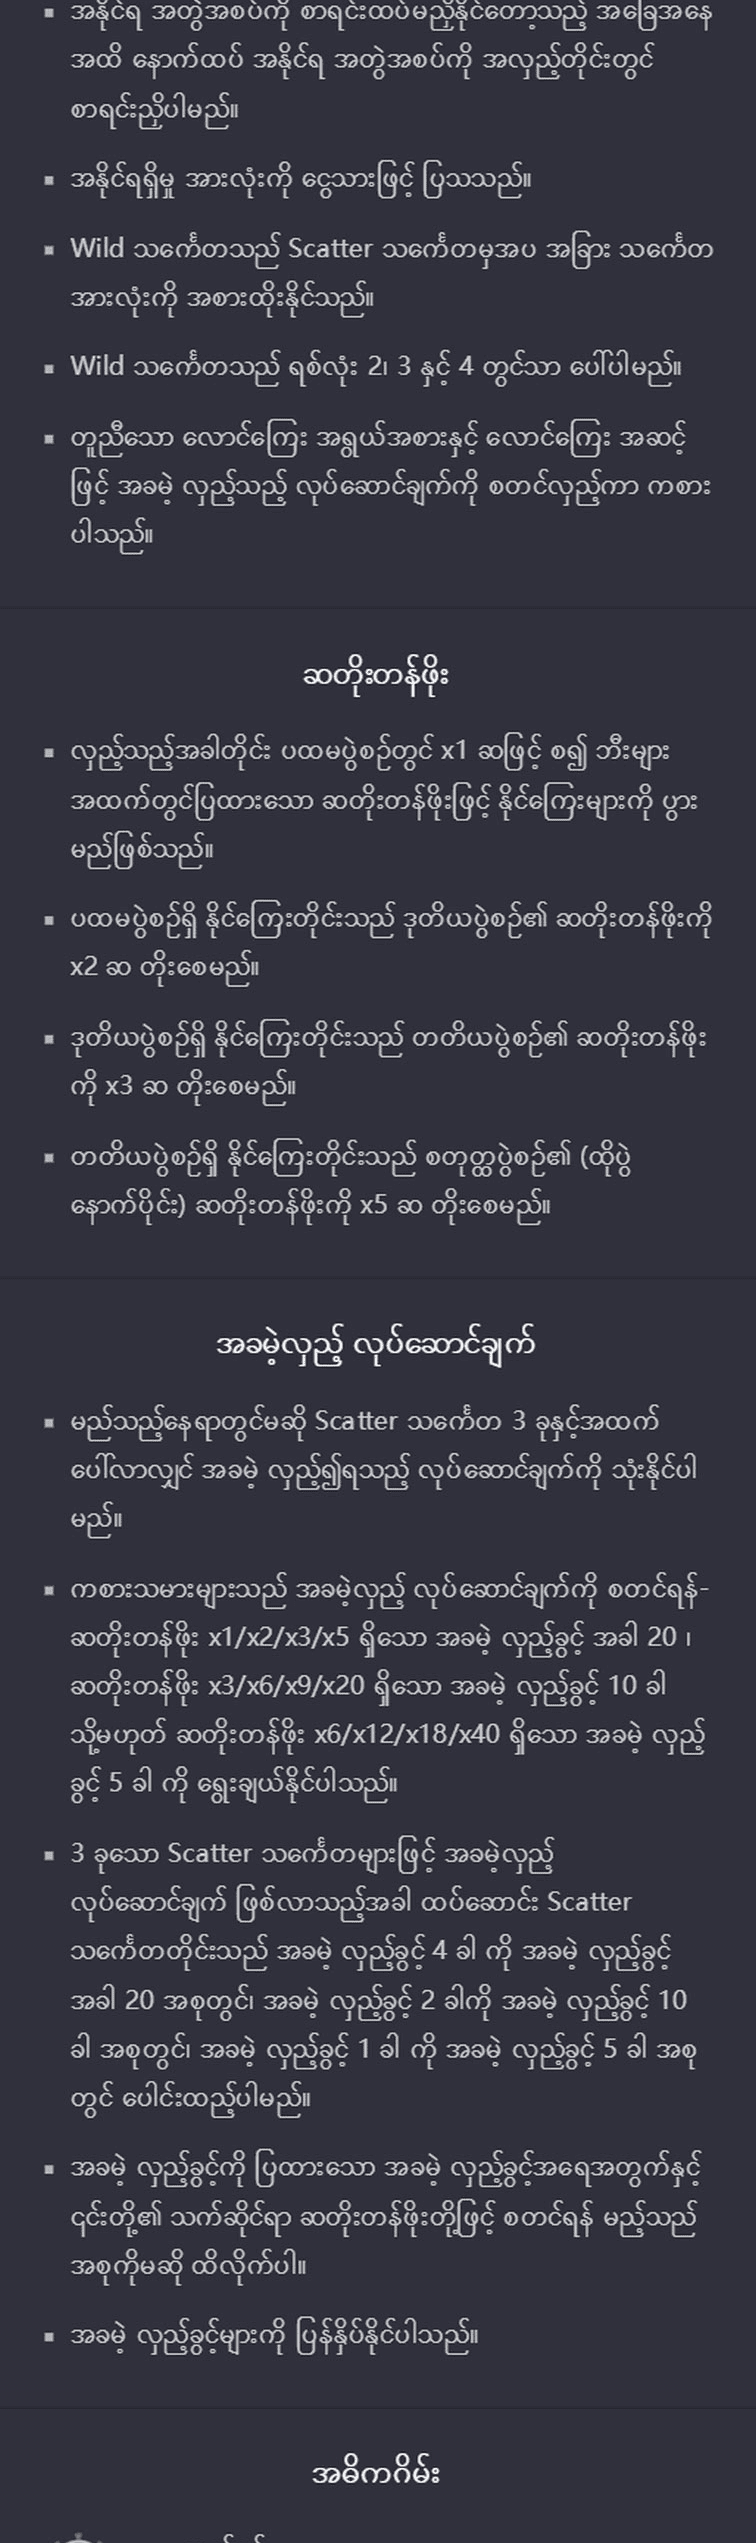 အနိုင်ရ အတွဲအစပ်ကို စာရင်းထပ်မညှိနိုင်တော့သည့် အခြေအနေ
အထိ နောက်ထပ် အနိုင်ရ အတွဲအစပ်ကို အလှည့်တိုင်းတွင်
စာရင်းညှိပါမည်။
▪ အနိုင်ရရှိမှု အားလုံးကို ငွေသားဖြင့် ပြသသည်။
▪ Wild သင်္ကေတသည် Scatter သင်္ကေတမှအပ အခြား သင်္ကေတ
အားလုံးကို အစားထိုးနိုင်သည်။
▪ Wild သင်္ကေတသည် ရစ်လုံး 2၊ 3 နှင့် 4 တွင်သာ ပေါ်ပါမည်။
▪ တူညီသော လောင်ကြေး အရွယ်အစားနှင့် လောင်ကြေး အဆင့်
ဖြင့် အခမဲ့ လှည့်သည့် လုပ်ဆောင်ချက်ကို စတင်လှည့်ကာ ကစား
ပါသည်။
ဆတိုးတန်ဖိုး
▪ လှည့်သည့်အခါတိုင်း ပထမပွဲစဉ်တွင် x1 ဆဖြင့် စ၍ ဘီးများ
အထက်တွင်ပြထားသော ဆတိုးတန်ဖိုးဖြင့် နိုင်ကြေးများကို ပွား
မည်ဖြစ်သည်။
▪ ပထမပွဲစဉ်ရှိ နိုင်ကြေးတိုင်းသည် ဒုတိယပွဲစဉ်၏ ဆတိုးတန်ဖိုးကို
x2 ဆ တိုးစေမည်။
▪ ဒုတိယပွဲစဉ်ရှိ နိုင်ကြေးတိုင်းသည် တတိယပွဲစဉ်၏ ဆတိုးတန်ဖိုး
ကို x3 ဆ တိုးစေမည်။
▪ တတိယပွဲစဉ်ရှိ နိုင်ကြေးတိုင်းသည် စတုတ္ထပွဲစဉ်၏ (ထိုပွဲ
နောက်ပိုင်း) ဆတိုးတန်ဖိုးကို x5 ဆ တိုးစေမည်။
အခမဲ့လှည့် လုပ်ဆောင်ချက်
▪ မည်သည့်နေရာတွင်မဆို Scatter သင်္ကေတ 3 ခုနှင့်အထက်
ပေါ်လာလျှင် အခမဲ့ လှည့်၍ရသည့် လုပ်ဆောင်ချက်ကို သုံးနိုင်ပါ
မည်။
▪ ကစားသမားများသည် အခမဲ့လှည့် လုပ်ဆောင်ချက်ကို စတင်ရန်-
ဆတိုးတန်ဖိုး x1/x2/x3/x5 ရှိသော အခမဲ့ လှည့်ခွင့် အခါ 20 ၊
ဆတိုးတန်ဖိုး x3/x6/x9/x20 ရှိသော အခမဲ့ လှည့်ခွင့် 10 ခါ
သို့မဟုတ် ဆတိုးတန်ဖိုး x6/x12/x18/x40 ရှိသော အခမဲ့ လှည့်
ခွင့် 5 ခါ ကို ရွေးချယ်နိုင်ပါသည်။
▪ 3 ခုသော Scatter သင်္ကေတများဖြင့် အခမဲ့လှည့်
လုပ်ဆောင်ချက် ဖြစ်လာသည့်အခါ ထပ်ဆောင်း Scatter
သင်္ကေတတိုင်းသည် အခမဲ့ လှည့်ခွင့် 4 ခါ ကို အခမဲ့ လှည့်ခွင့်
အခါ 20 အစုတွင်၊ အခမဲ့ လှည့်ခွင့် 2 ခါကို အခမဲ့ လှည့်ခွင့် 10
ခါ အစုတွင်၊ အခမဲ့ လှည့်ခွင့် 1 ခါ ကို အခမဲ့ လှည့်ခွင့် 5 ခါ အစု
တွင် ပေါင်းထည့်ပါမည်။
▪ အခမဲ့ လှည့်ခွင့်ကို ပြထားသော အခမဲ့ လှည့်ခွင့်အရေအတွက်နှင့်
၎င်းတို့၏ သက်ဆိုင်ရာ ဆတိုးတန်ဖိုးတို့ဖြင့် စတင်ရန် မည့်သည်
အစုကိုမဆို ထိလိုက်ပါ။
▪ အခမဲ့ လှည့်ခွင့်များကို ပြန်နှိပ်နိုင်ပါသည်။
အဓိကဂိမ်း